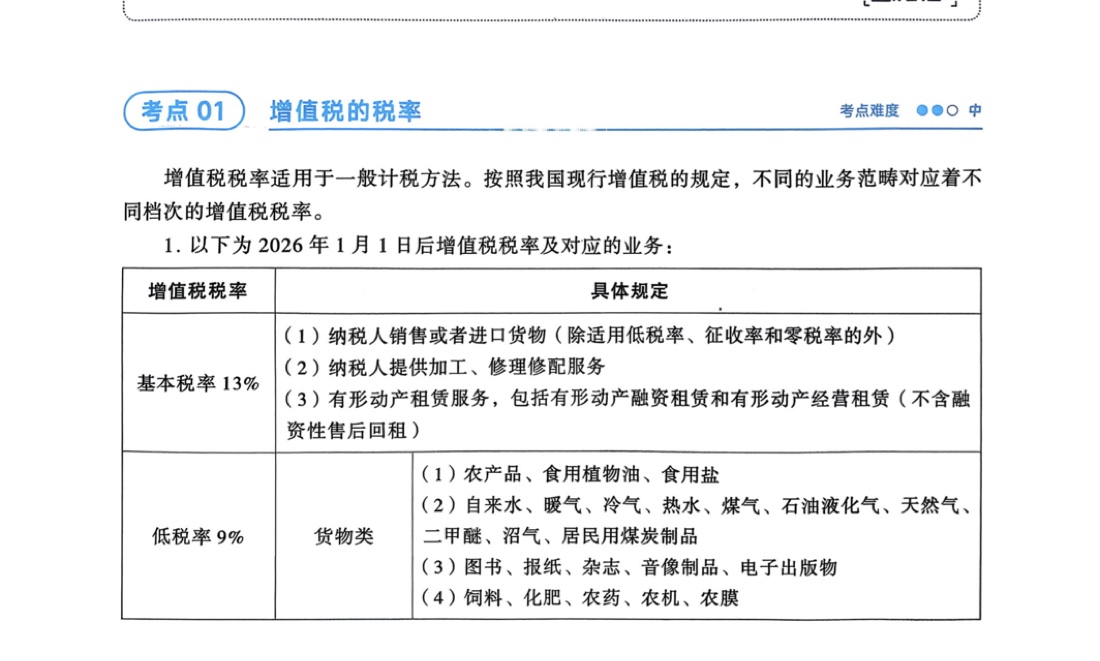 考点 01 增值税的税率 考点难度 中
增值税税率适用于一般计税方法。按照我国现行增值税的规定，不同的业务范畴对应着不
同档次的增值税税率。
1. 以下为 2026 年 1 月 1 日后增值税税率及对应的业务：
增值税税率 具体规定
基本税率 13%
（1）纳税人销售或者进口货物（除适用低税率、征收率和零税率的外）
（2）纳税人提供加工、修理修配服务
（3）有形动产租赁服务，包括有形动产融资租赁和有形动产经营租赁（不含融
资性售后回租）
低税率 9%
货物类
（1）农产品、食用植物油、食用盐
（2）自来水、暖气、冷气、热水、煤气、石油液化气、天然气、
二甲醚、沼气、居民用煤炭制品
（3）图书、报纸、杂志、音像制品、电子出版物
（4）饲料、化肥、农药、农机、农膜